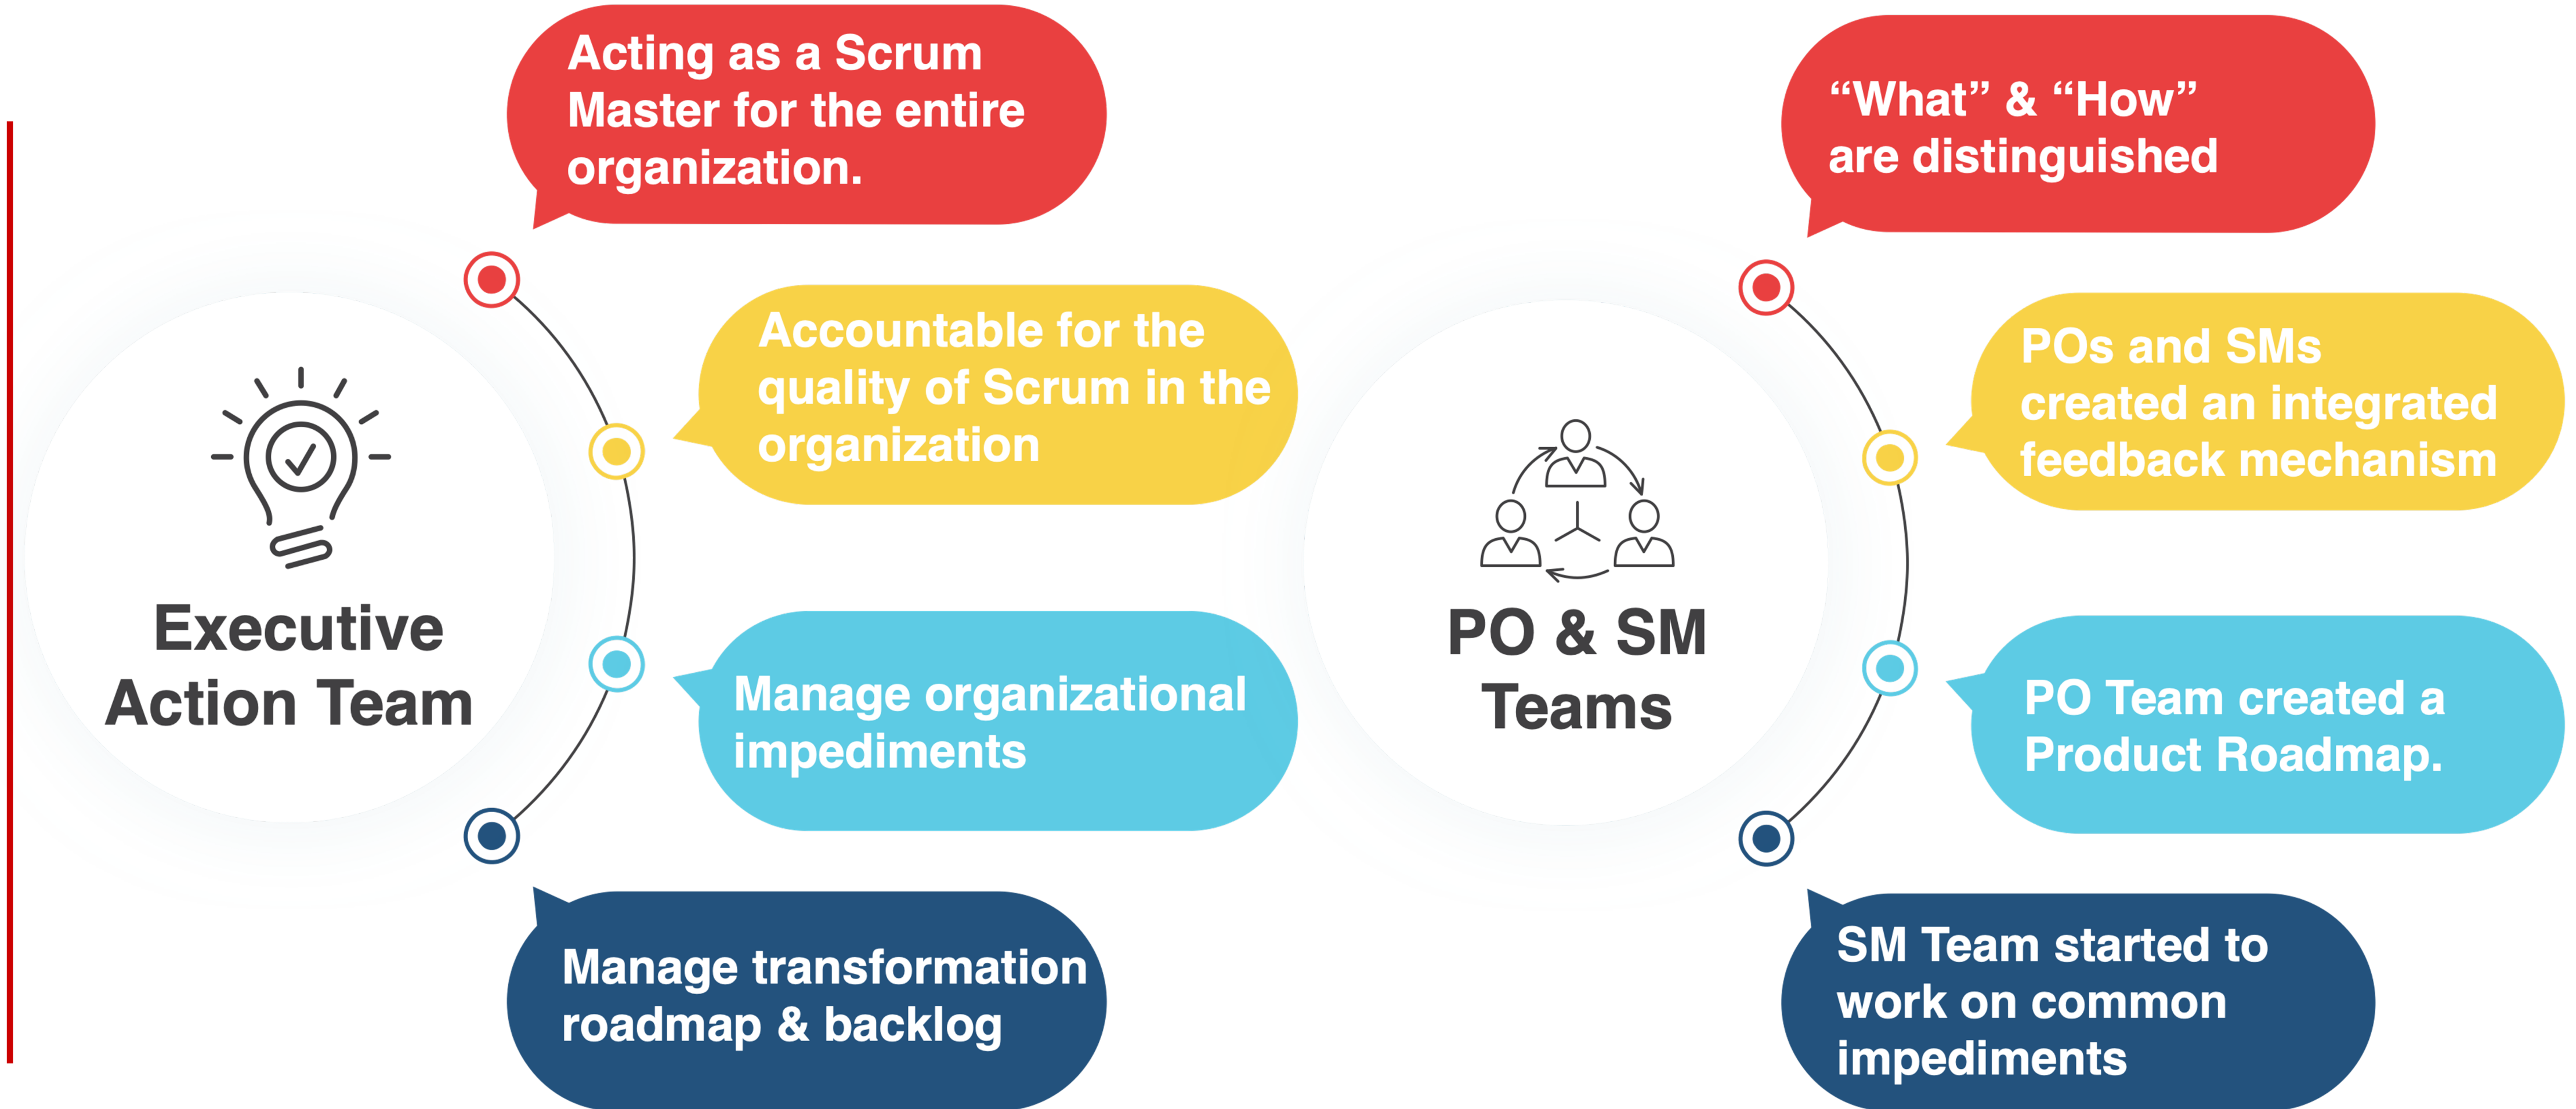 Acting as a Scrum
Master for the entire
organization.
Accountable for the
quality of Scrum in the
organization
Executive
Action Team
Manage organizational
impediments
Manage transformation
roadmap & backlog
“What” & “How”
are distinguished
POs and SMs
created an integrated
feedback mechanism
PO & SM
Teams
PO Team created a
Product Roadmap.
SM Team started to
work on common
impediments